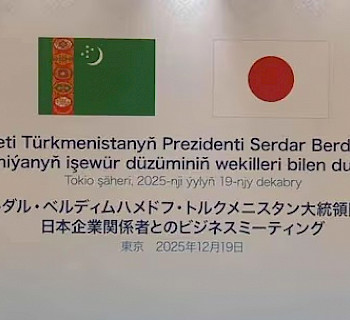 eti Türkmenistanyň Prezidenti Serdar Berd
niýanyň işewür düzüminiň wekilleri bilen du
Tokio şäheri, 2025-nji ýylyň 19-njy dekabry
ルダル・ベルディムハメドフ・トルクメニスタン大統領
日本企業関係者とのビジネスミーティング
東京 2025年12月19日